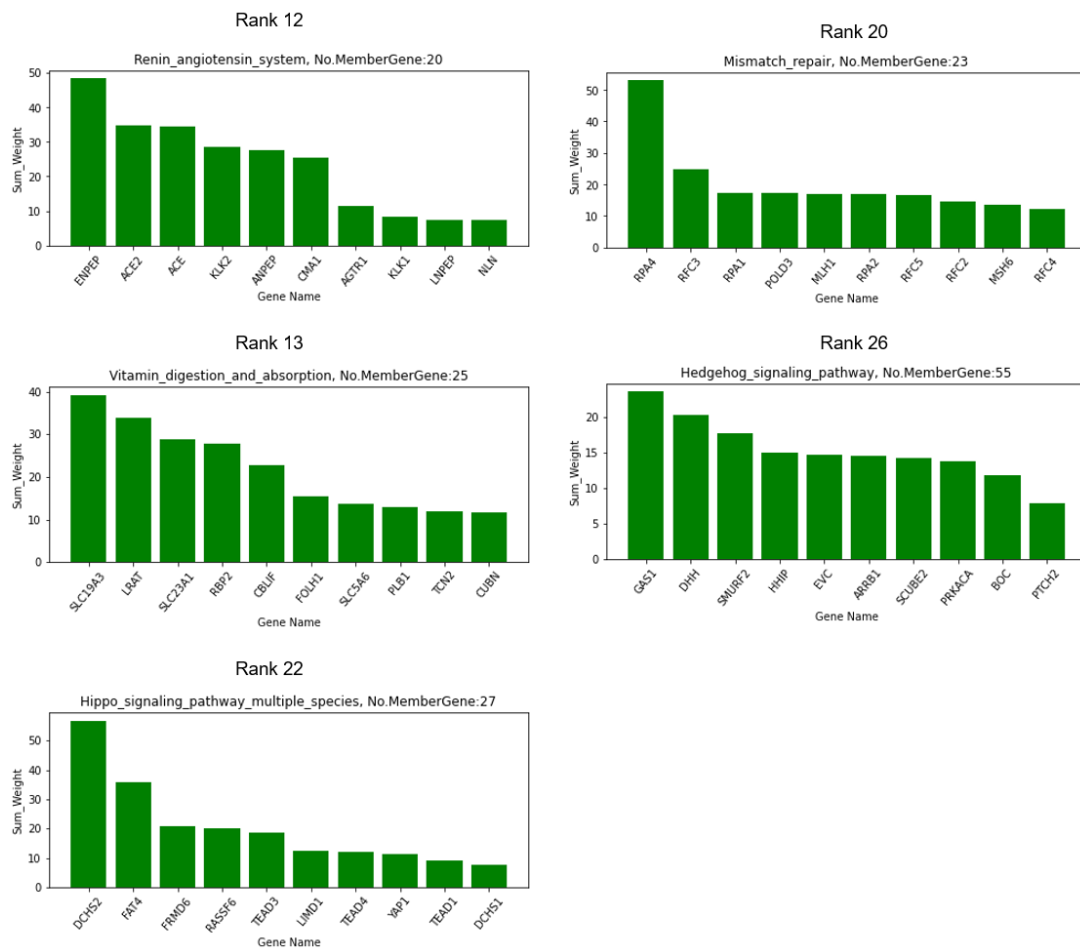 Rank 12
Renin_angiotensin_system, No.MemberGene:20
Sum_Weight
50
40
30
20
10
0
ENPEP ACE2 ACE KLK2 ANPEP CMA1 AGTR1 KLK1 LNPEP NLN
Gene Name
Rank 20
Mismatch_repair, No.MemberGene:23
Sum_Weight
50
40
30
20
10
0
RPA4 RFC3 RPA1 POLD3 MLH1 RPA2 RFC5 RFC2 MSH6 RFC4
Gene Name
Rank 13
Vitamin_digestion_and_absorption, No.MemberGene:25
Sum_Weight
40
30
20
10
0
SLC19A3 LRAT SLC23A1 RBP2 CBLIF FOLH1 SLC5A6 PLB1 TCN2 CUBN
Gene Name
Rank 26
Hedgehog_signaling_pathway, No.MemberGene:55
Sum_Weight
20
15
10
5
0
GAS1 DHH SMURF2 HHIP EVC ARRB1 SCUBE2 PRKACA BOC PTCH2
Gene Name
Rank 22
Hippo_signaling_pathway_multiple_species, No.MemberGene:27
Sum_Weight
50
40
30
20
10
0
DCHS2 FAT4 FRMD6 RASSF6 TEAD3 LIMD1 TEAD4 YAP1 TEAD1 DCHS1
Gene Name